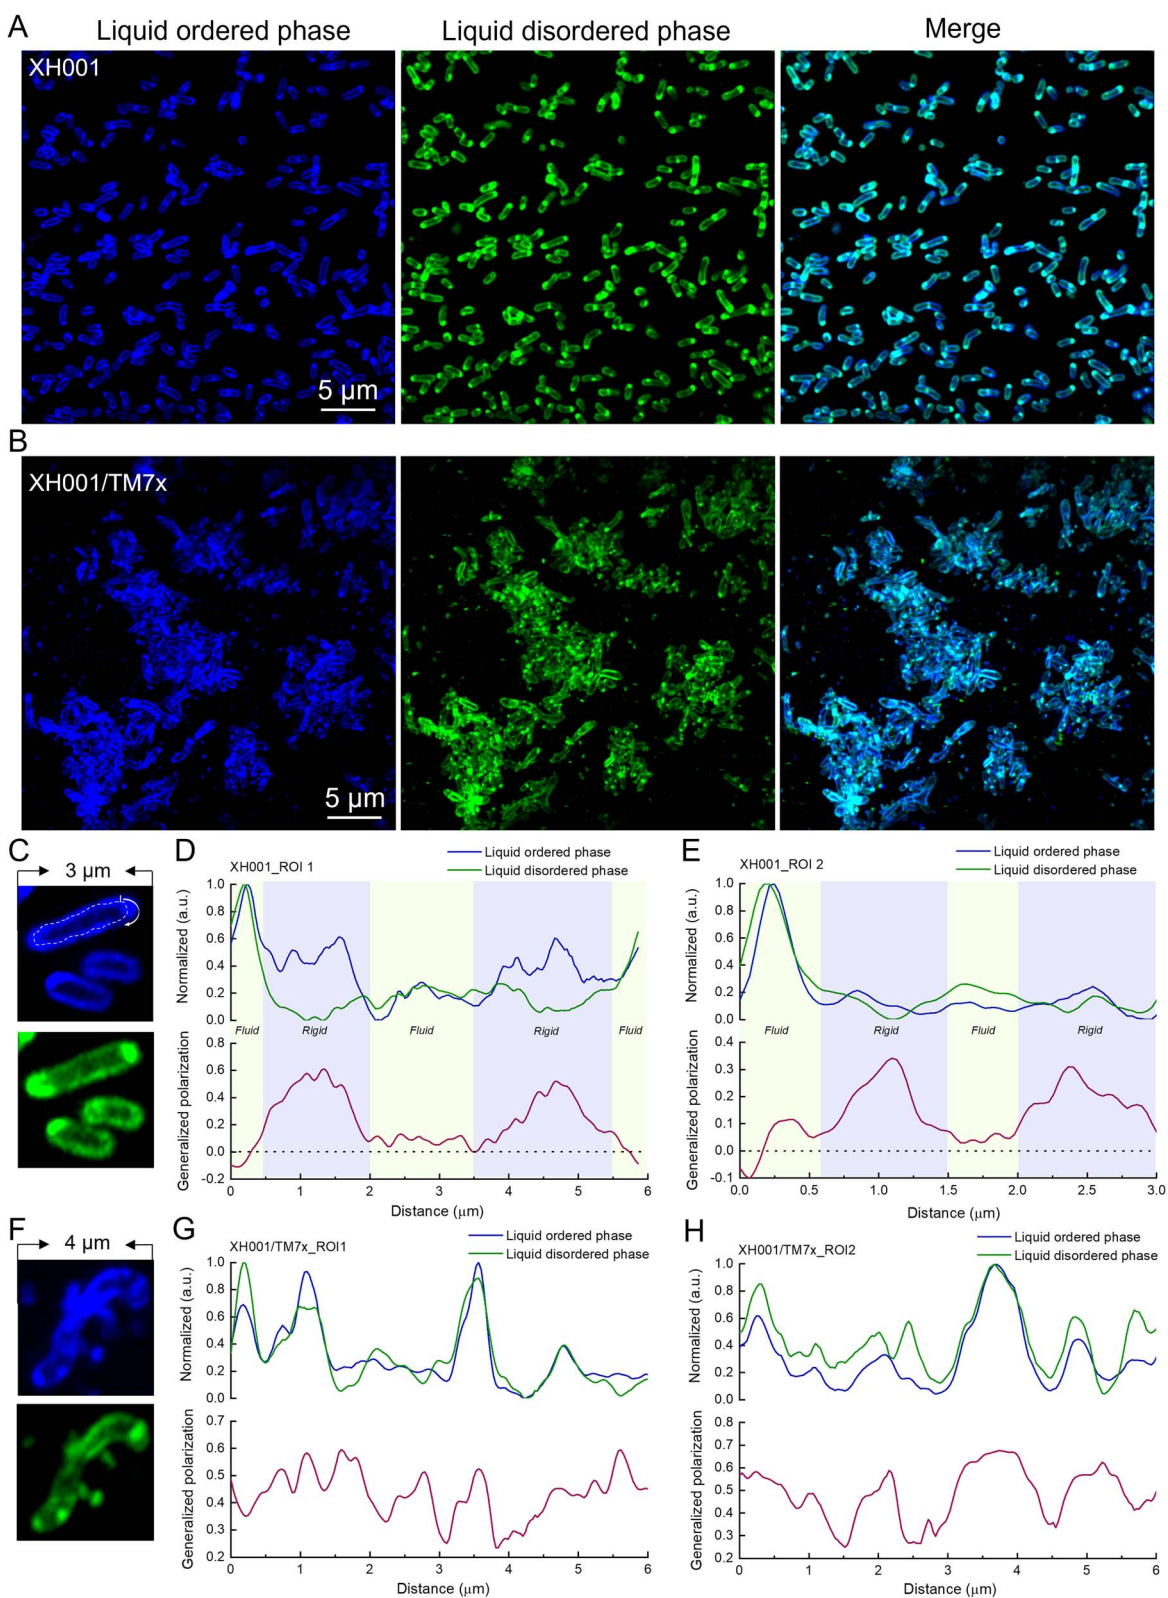 A
Liquid ordered phase
Liquid disordered phase
Merge
XH001
5 μm
B
XH001/TM7x
5 μm
C
3 μm
D
XH001_ROI 1
Liquid ordered phase
Liquid disordered phase
Normalized (a.u.)
1.0
0.8
0.6
0.4
0.2
0.0
Fluid
Rigid
Fluid
Rigid
Fluid
Generalized polarization
0.8
0.6
0.4
0.2
0.0
-0.2
0 1 2 3 4 5 6
Distance (μm)
E
XH001_ROI 2
Liquid ordered phase
Liquid disordered phase
Normalized (a.u.)
1.0
0.8
0.6
0.4
0.2
0.0
Fluid
Rigid
Fluid
Rigid
Generalized polarization
0.4
0.3
0.2
0.1
0.0
-0.1
0.0 0.5 1.0 1.5 2.0 2.5 3.0
Distance (μm)
F
4 μm
G
XH001/TM7x_ROI1
Liquid ordered phase
Liquid disordered phase
Normalized (a.u.)
1.0
0.8
0.6
0.4
0.2
0.0
Generalized polarization
0.7
0.6
0.5
0.4
0.3
0.2
0 1 2 3 4 5 6
Distance (μm)
H
XH001/TM7x_ROI2
Liquid ordered phase
Liquid disordered phase
Normalized (a.u.)
1.0
0.8
0.6
0.4
0.2
0.0
Generalized polarization
0.8
0.7
0.6
0.5
0.4
0.3
0.2
0 1 2 3 4 5 6
Distance (μm)